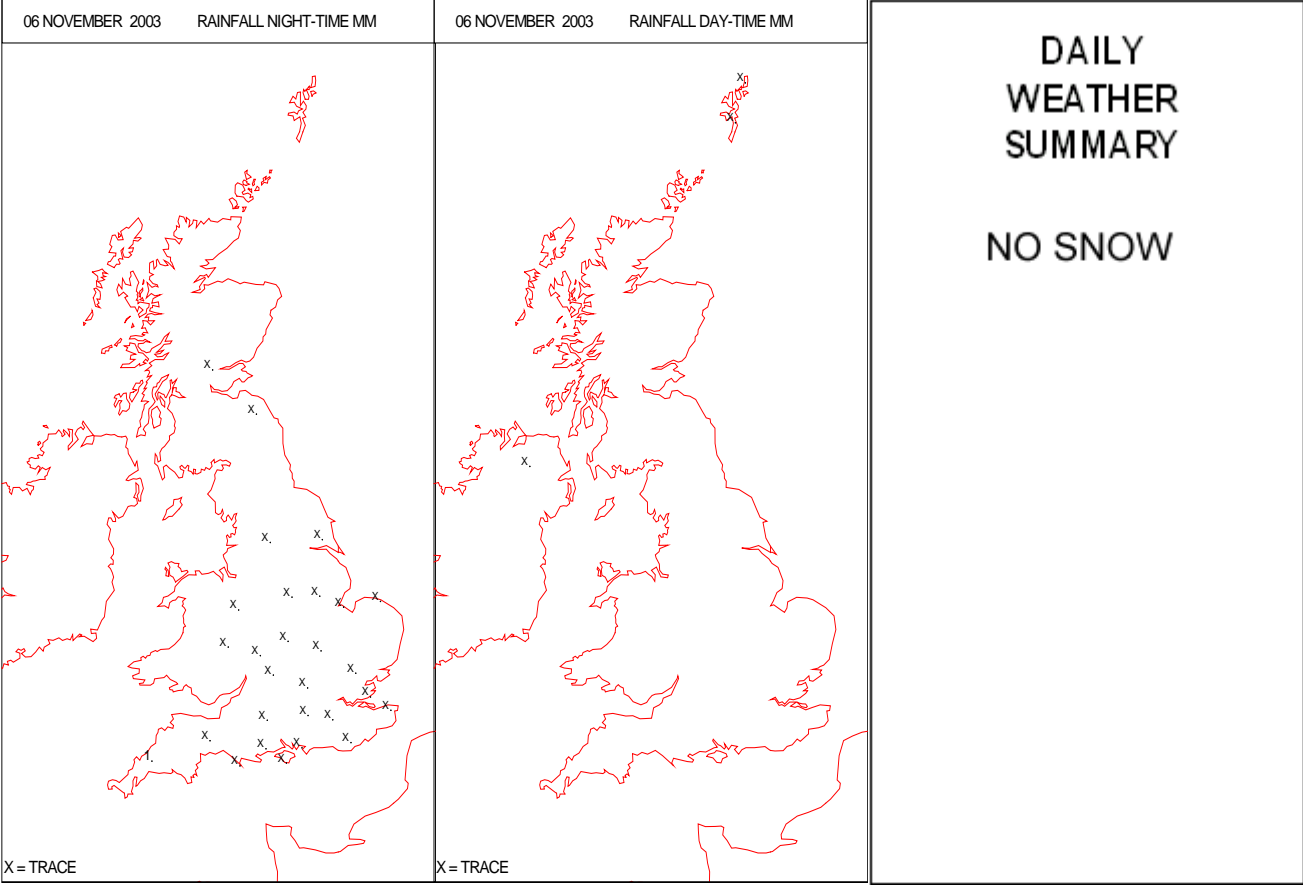 06 NOVEMBER 2003 RAINFALL NIGHT-TIME MM
X.
X.
X. X.
X. X.
X. X. X.
X. X. X. X.
X. X.
X. X.
X.
X. X. X.
X. X.
X. X.
1. X. X.
X = TRACE
06 NOVEMBER 2003 RAINFALL DAY-TIME MM
X.
X.
X.
X = TRACE
DAILY
WEATHER
SUMMARY
NO SNOW